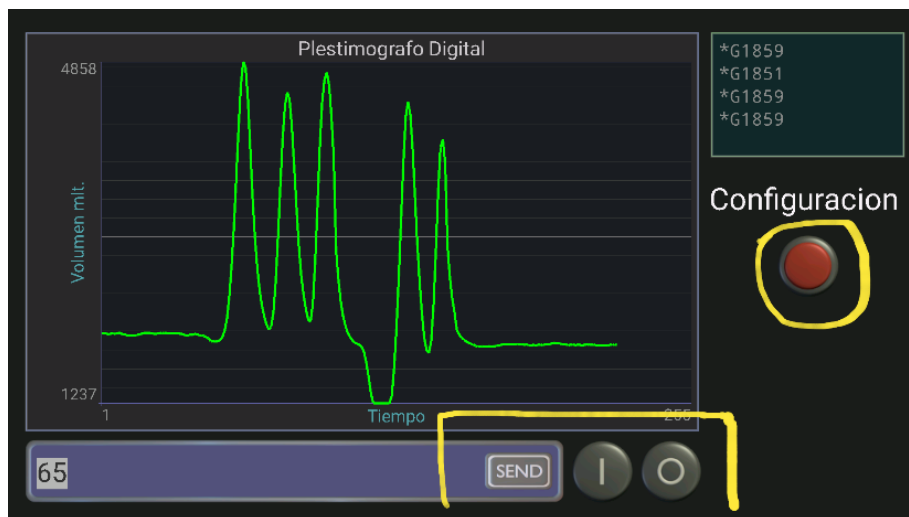 Plestimografo Digital
4858
Volumen mlt.
1237
1
Tiempo
255
*G1859
*G1851
*G1859
*G1859
Configuracion
65
SEND
I
O